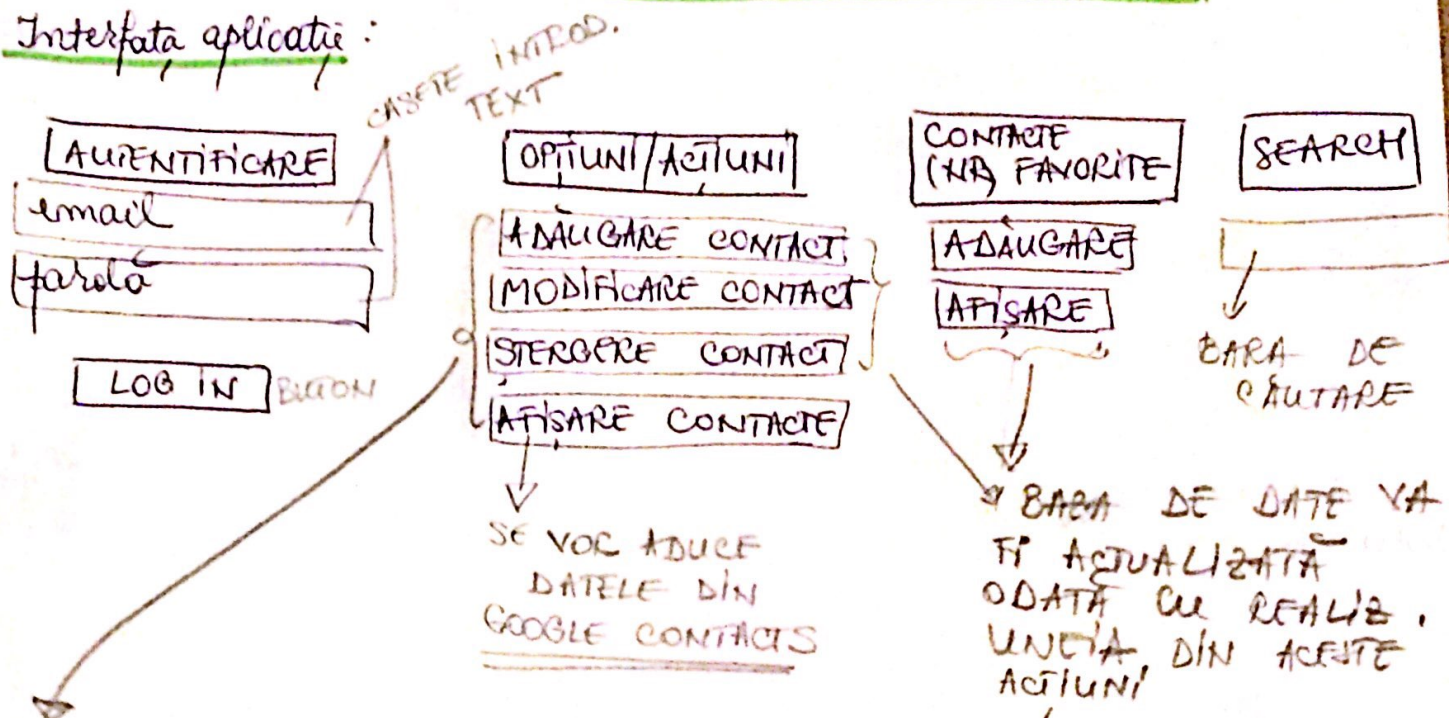 Interfața aplicației:
CASETE INTROD.
TEXT
AUTENTIFICARE
email
parolă
LOG IN BUTON
OPȚIUNI/ACȚIUNI
ADĂUGARE CONTACT
MODIFICARE CONTACT
ȘTERGERE CONTACT
AFIȘARE CONTACTE
SE VOR ADUCE
DATELE DIN
GOOGLE CONTACTS
CONTACTE
(NR) FAVORITE
ADĂUGARE
AFIȘARE
BAZA DE DATE VA
FI ACTUALIZATĂ
ODATĂ CU REALIZ.
UNEIA DIN ACESTE
ACȚIUNI
SEARCH
BARA DE
CĂUTARE